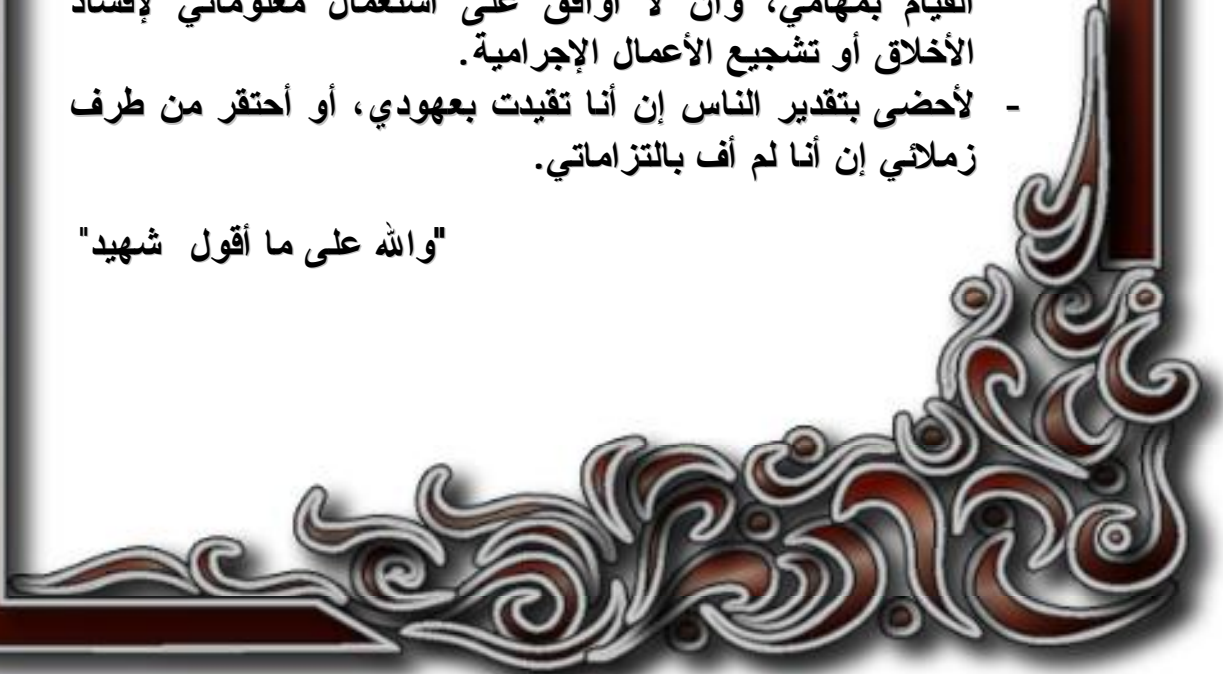 القيام بمهامي، وأن لا أوافق على استعمال معلوماتي لإفساد
الأخلاق أو تشجيع الأعمال الإجرامية.
- لأحضى بتقدير الناس إن أنا تقيدت بعهودي، أو أحتقر من طرف
زملائي إن أنا لم أف بالتزاماتي.
"والله على ما أقول شهيد"